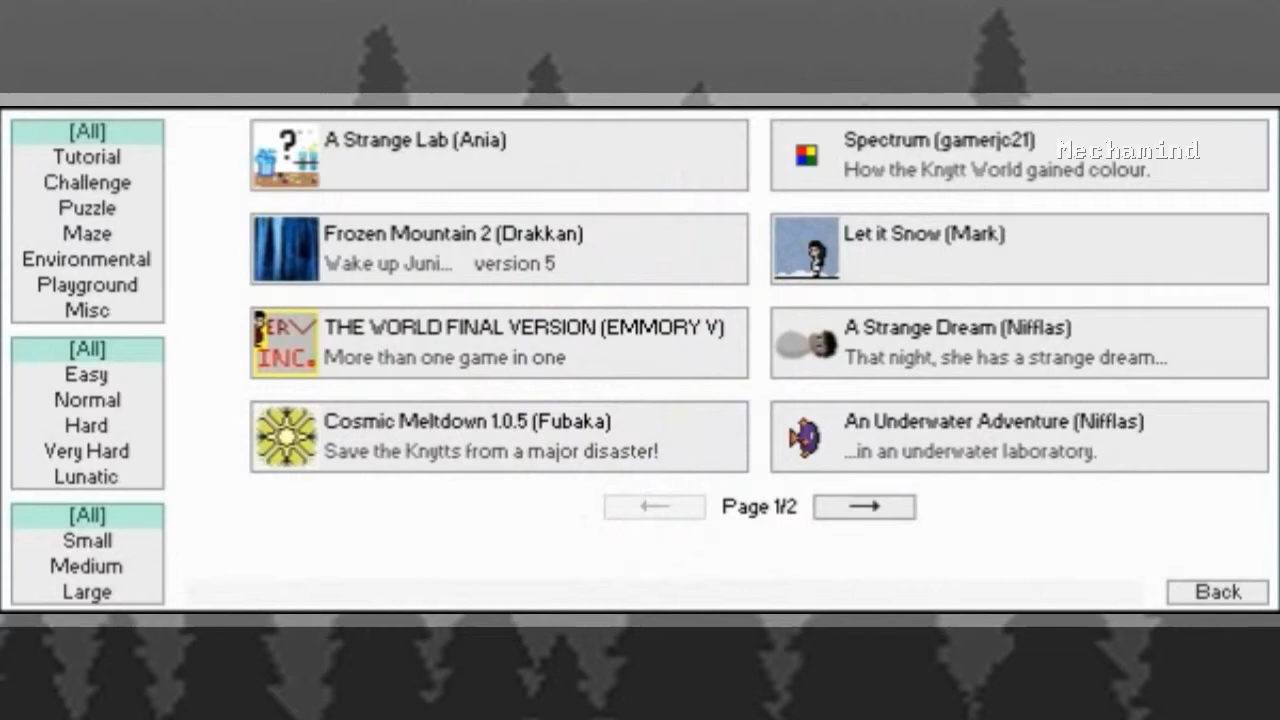 [All]
Tutorial
Challenge
Puzzle
Maze
Environmental
Playground
Misc
[All]
Easy
Normal
Hard
Very Hard
Lunatic
[All]
Small
Medium
Large
?
A Strange Lab (Ania)
Spectrum (gamerjc21)
Mechamind
How the Knytt World gained colour.
Frozen Mountain 2 (Drakkan)
Wake up Juni... version 5
Let it Snow (Mark)
ERV
INC.
THE WORLD FINAL VERSION (EMMORY V)
More than one game in one
A Strange Dream (Nifflas)
That night, she has a strange dream...
Cosmic Meltdown 1.0.5 (Fubaka)
Save the Knytts from a major disaster!
An Underwater Adventure (Nifflas)
...in an underwater laboratory.
← Page 1/2 →
Back